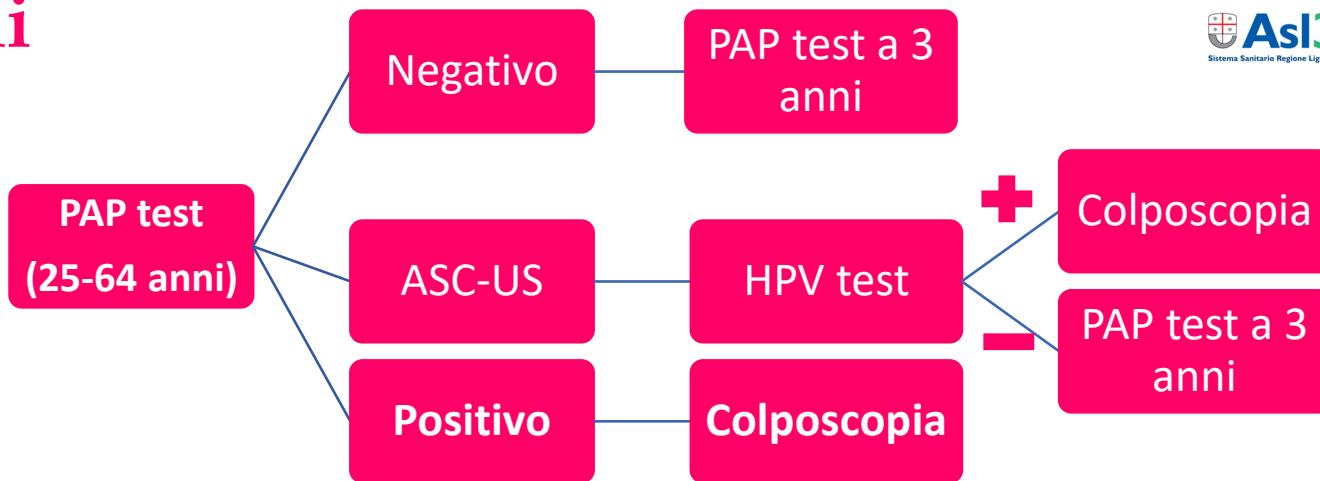 Asl3
Sistema Sanitario Regione Lig
Negativo
PAP test a 3
anni
PAP test
(25-64 anni)
ASC-US
HPV test
+
Colposcopia
-
PAP test a 3
anni
Positivo
Colposcopia